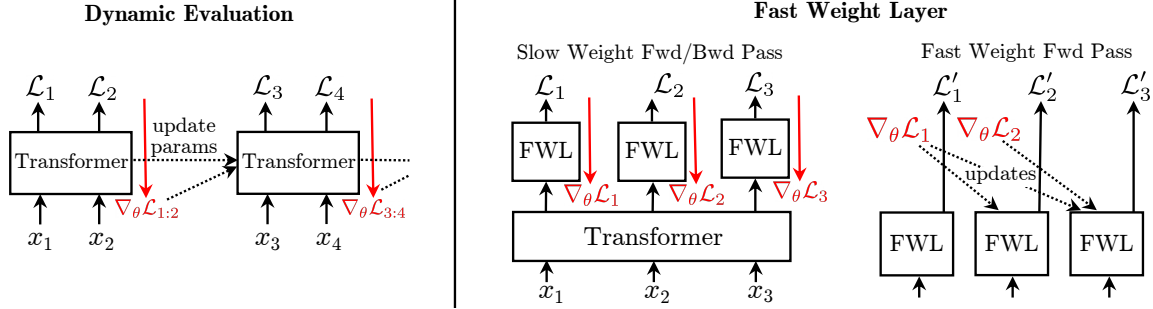 Dynamic Evaluation
ℒ₁ ℒ₂ ℒ₃ ℒ₄
update
params
Transformer Transformer
∇θℒ₁:₂ ∇θℒ₃:₄
x₁ x₂ x₃ x₄
Fast Weight Layer
Slow Weight Fwd/Bwd Pass
ℒ₁ ℒ₂ ℒ₃
FWL FWL FWL
∇θℒ₁ ∇θℒ₂ ∇θℒ₃
Transformer
x₁ x₂ x₃
Fast Weight Fwd Pass
ℒ′₁ ℒ′₂ ℒ′₃
∇θℒ₁ ∇θℒ₂
updates
FWL FWL FWL